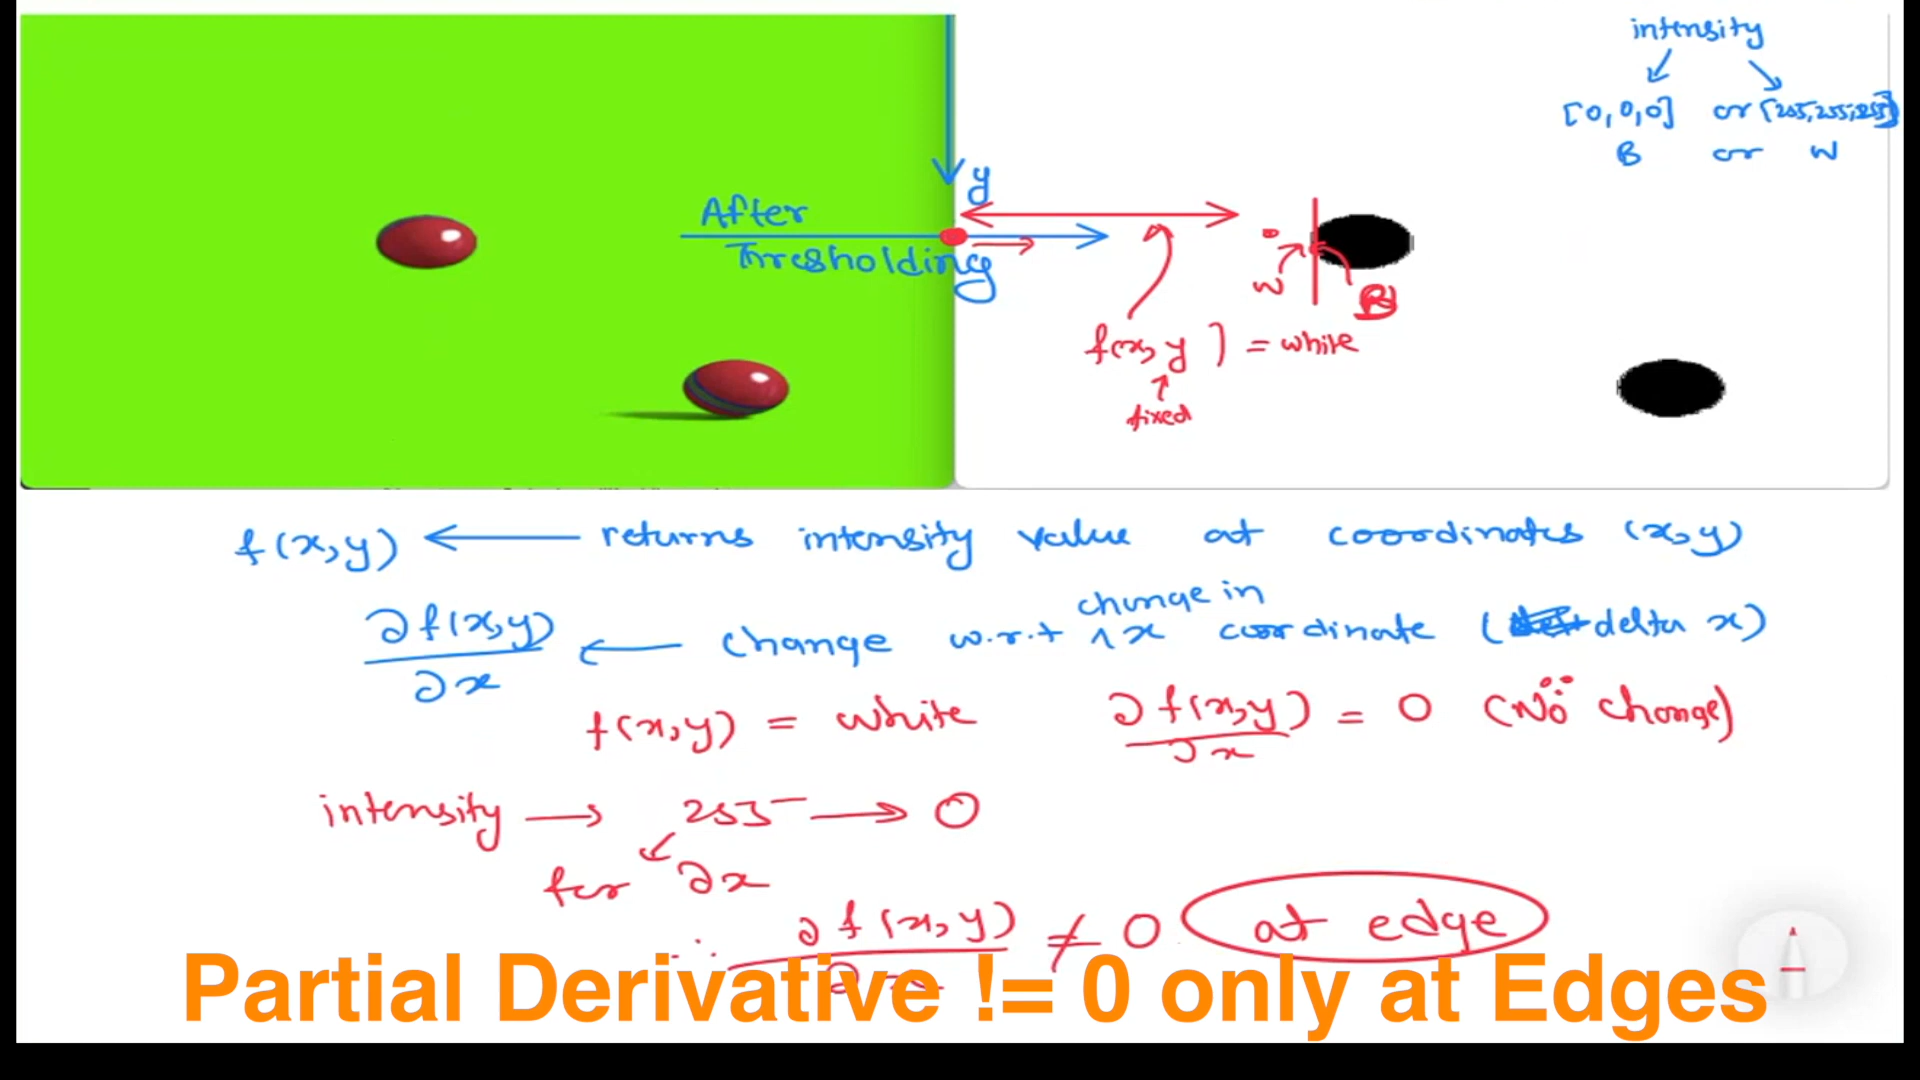 intensity
[0,0,0] or [255,255,255]
B or W
y
After
Thresholding
W
B
f(x,y) = white
fixed
f(x,y) ← returns intensity value at coordinates (x,y)
change in
∂f(x,y)/∂x ← change w.r.t ^ x coordinate (delta x)
f(x,y) = white ∂f(x,y)/∂x = 0 (No change)
intensity → 255 → 0
for ∂x
∴ ∂f(x,y)/∂x ≠ 0 at edge
Partial Derivative != 0 only at Edges